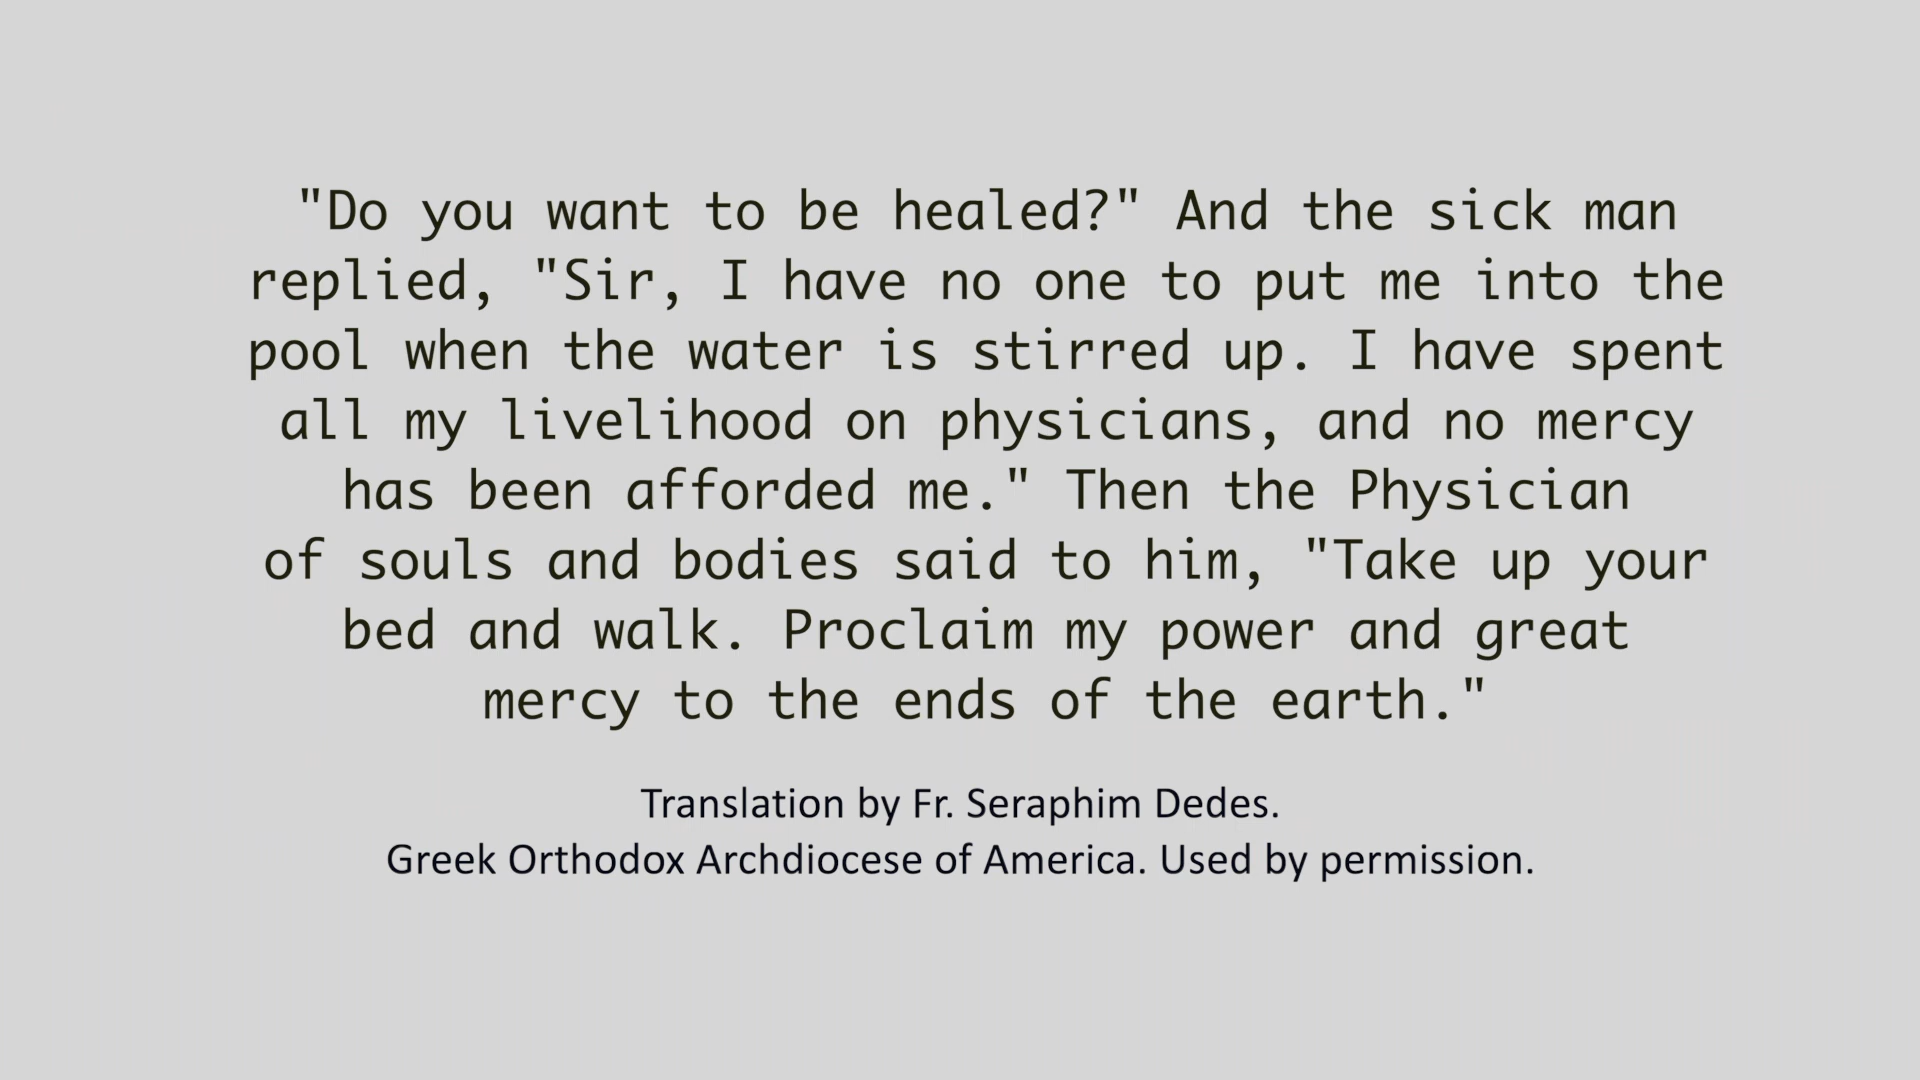 "Do you want to be healed?" And the sick man
replied, "Sir, I have no one to put me into the
pool when the water is stirred up. I have spent
all my livelihood on physicians, and no mercy
has been afforded me." Then the Physician
of souls and bodies said to him, "Take up your
bed and walk. Proclaim my power and great
mercy to the ends of the earth."
Translation by Fr. Seraphim Dedes.
Greek Orthodox Archdiocese of America. Used by permission.